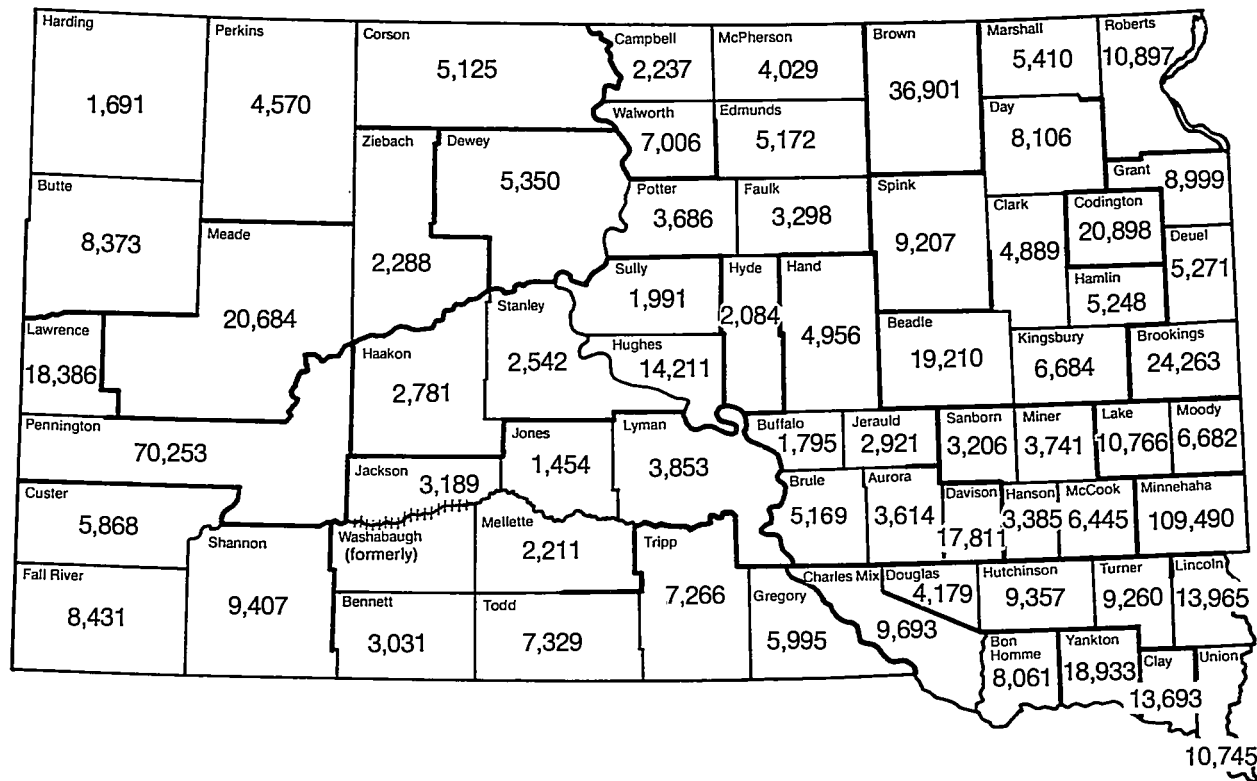 Harding
1,691
Perkins
4,570
Corson
5,125
Campbell
2,237
McPherson
4,029
Brown
36,901
Marshall
5,410
Roberts
10,897
Walworth
7,006
Edmunds
5,172
Day
8,106
Butte
8,373
Meade
20,684
Ziebach
2,288
Dewey
5,350
Potter
3,686
Faulk
3,298
Spink
9,207
Clark
4,889
Grant
8,999
Codington
20,898
Deuel
5,271
Hamlin
5,248
Lawrence
18,386
Haakon
2,781
Stanley
2,542
Sully
1,991
Hyde
2,084
Hand
4,956
Hughes
14,211
Beadle
19,210
Kingsbury
6,684
Brookings
24,263
Pennington
70,253
Jackson
3,189
Jones
1,454
Lyman
3,853
Buffalo
1,795
Jerauld
2,921
Sanborn
3,206
Miner
3,741
Lake
10,766
Moody
6,682
Custer
5,868
Brule
5,169
Aurora
3,614
Davison
17,811
Hanson
3,385
McCook
6,445
Minnehaha
109,490
Fall River
8,431
Shannon
9,407
Washabaugh
(formerly)
Mellette
2,211
Tripp
7,266
Bennett
3,031
Todd
7,329
Gregory
5,995
Charles Mix
9,693
Douglas
4,179
Hutchinson
9,357
Turner
9,260
Lincoln
13,965
Bon
Homme
8,061
Yankton
18,933
Clay
13,693
Union
10,745